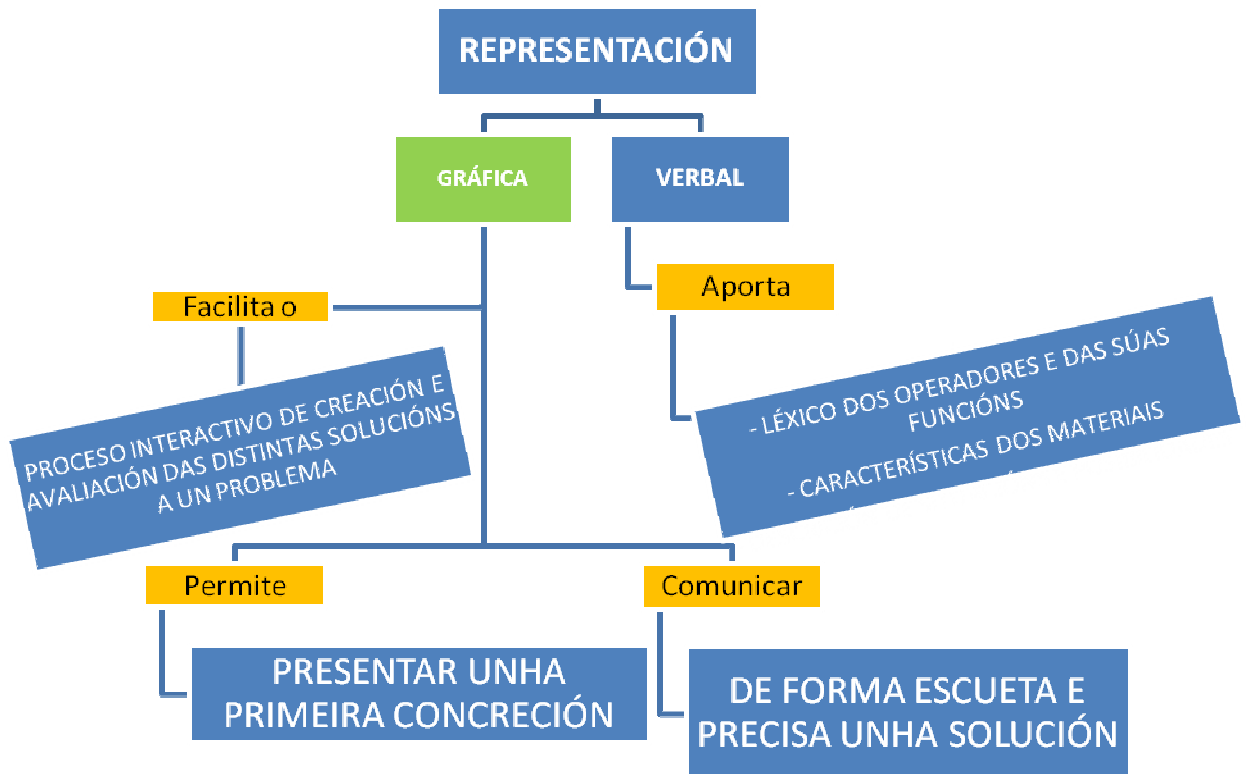 REPRESENTACIÓN
GRÁFICA
VERBAL
Facilita o
Aporta
PROCESO INTERACTIVO DE CREACIÓN E
AVALIACIÓN DAS DISTINTAS SOLUCIÓNS
A UN PROBLEMA
- LÉXICO DOS OPERADORES E DAS SÚAS
FUNCIÓNS
- CARACTERÍSTICAS DOS MATERIAIS
Permite
Comunicar
PRESENTAR UNHA
PRIMEIRA CONCRECIÓN
DE FORMA ESCUETA E
PRECISA UNHA SOLUCIÓN